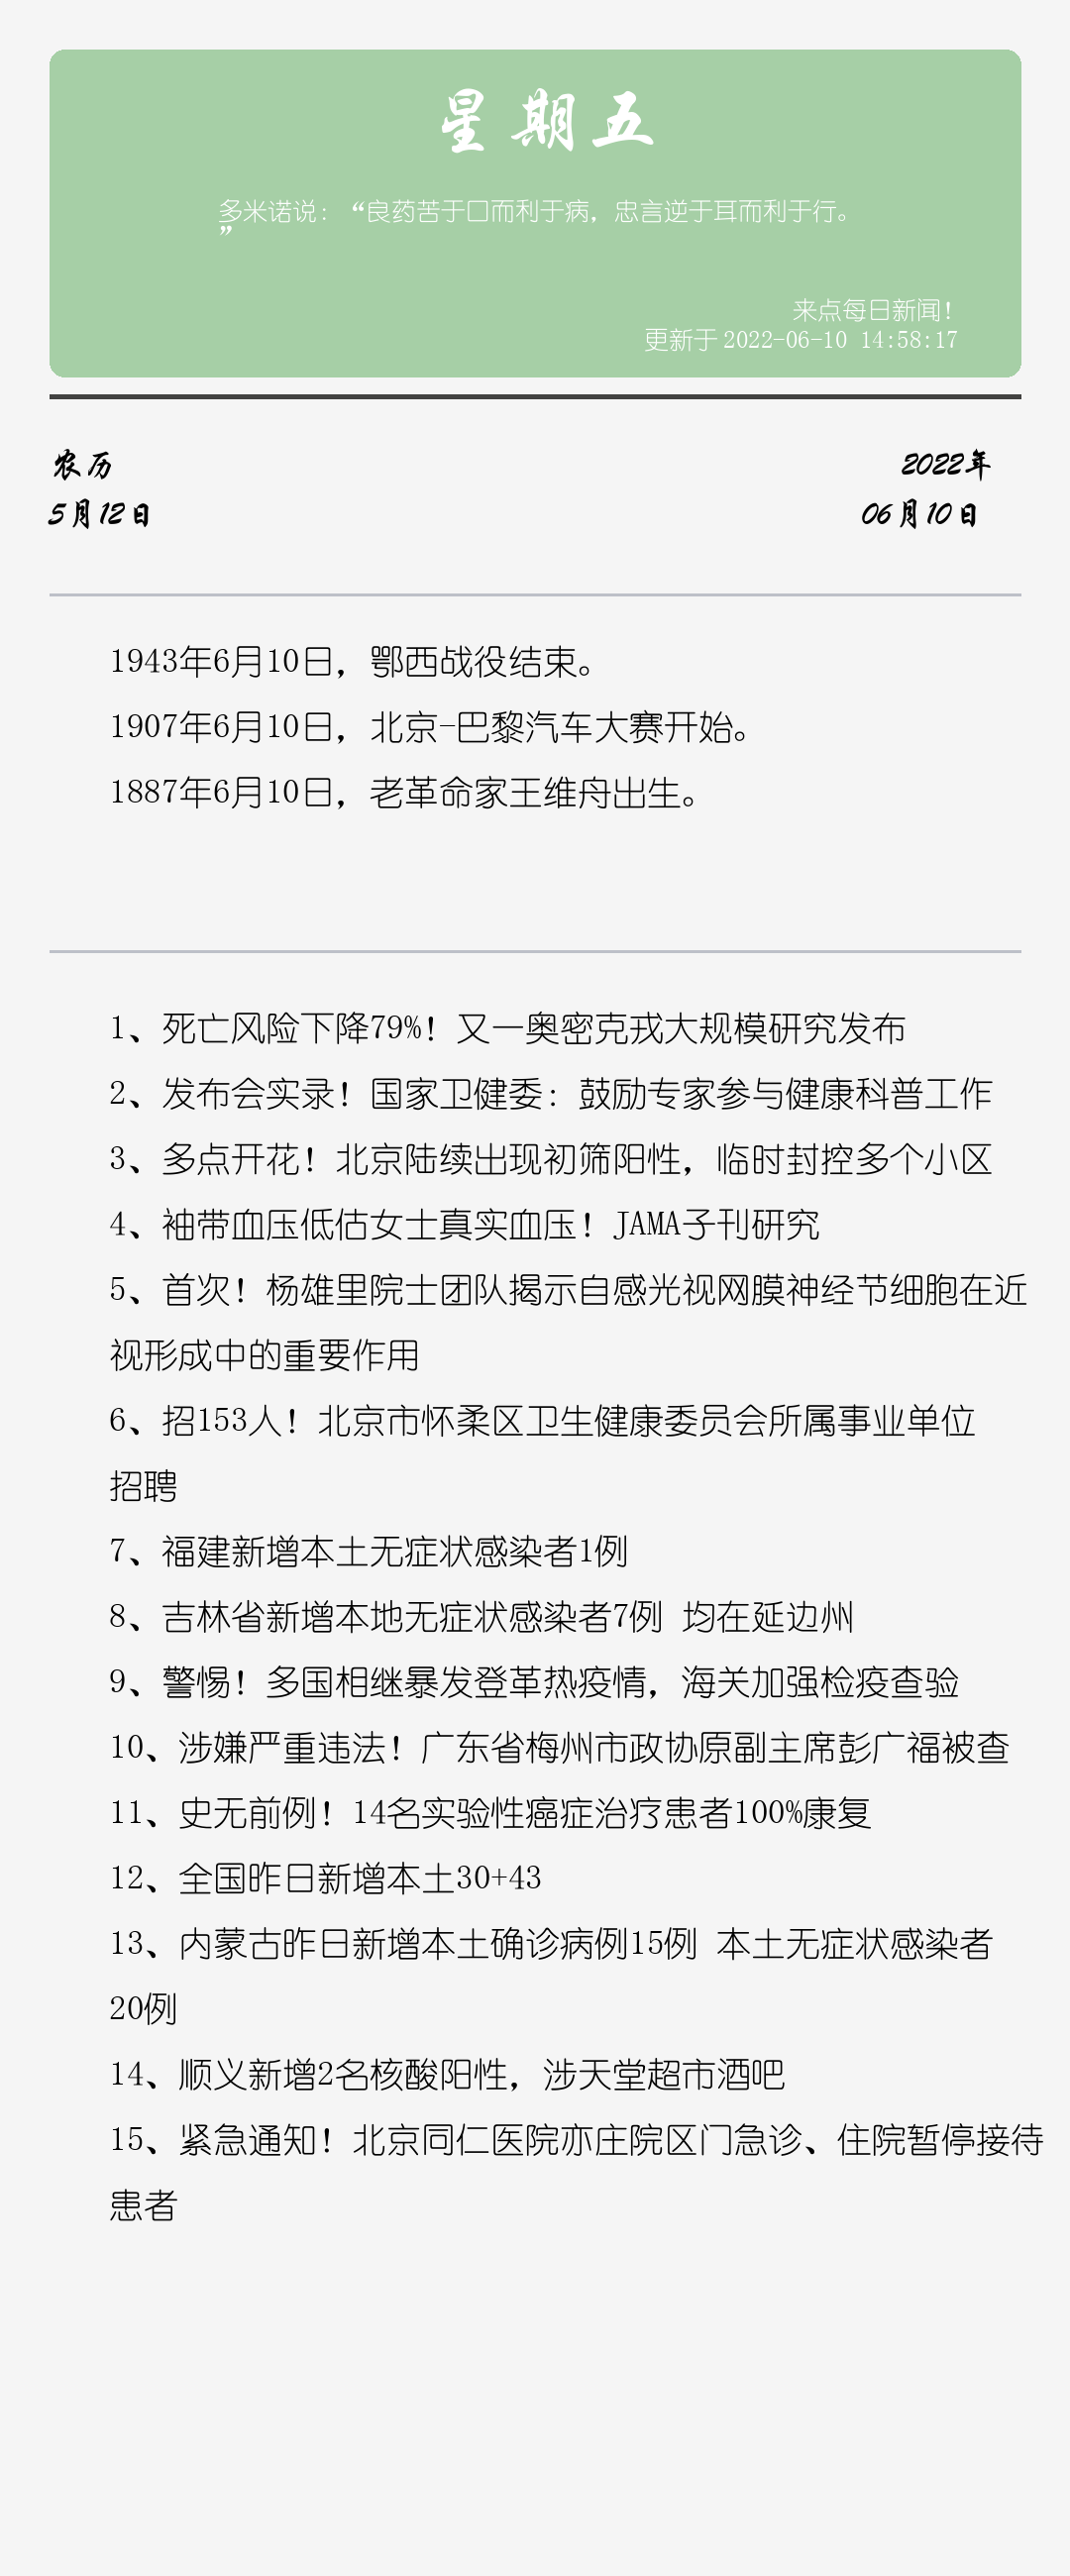 星期五
多米诺说：“良药苦于口而利于病，忠言逆于耳而利于行。
”
来点每日新闻！
更新于 2022-06-10 14:58:17
农历
2022年
5月12日
06月10日
1943年6月10日，鄂西战役结束。
1907年6月10日，北京-巴黎汽车大赛开始。
1887年6月10日，老革命家王维舟出生。
1、死亡风险下降79%！又一奥密克戎大规模研究发布
2、发布会实录！国家卫健委：鼓励专家参与健康科普工作
3、多点开花！北京陆续出现初筛阳性，临时封控多个小区
4、袖带血压低估女士真实血压！JAMA子刊研究
5、首次！杨雄里院士团队揭示自感光视网膜神经节细胞在近
视形成中的重要作用
6、招153人！北京市怀柔区卫生健康委员会所属事业单位
招聘
7、福建新增本土无症状感染者1例
8、吉林省新增本地无症状感染者7例 均在延边州
9、警惕！多国相继暴发登革热疫情，海关加强检疫查验
10、涉嫌严重违法！广东省梅州市政协原副主席彭广福被查
11、史无前例！14名实验性癌症治疗患者100%康复
12、全国昨日新增本土30+43
13、内蒙古昨日新增本土确诊病例15例 本土无症状感染者
20例
14、顺义新增2名核酸阳性，涉天堂超市酒吧
15、紧急通知！北京同仁医院亦庄院区门急诊、住院暂停接待
患者